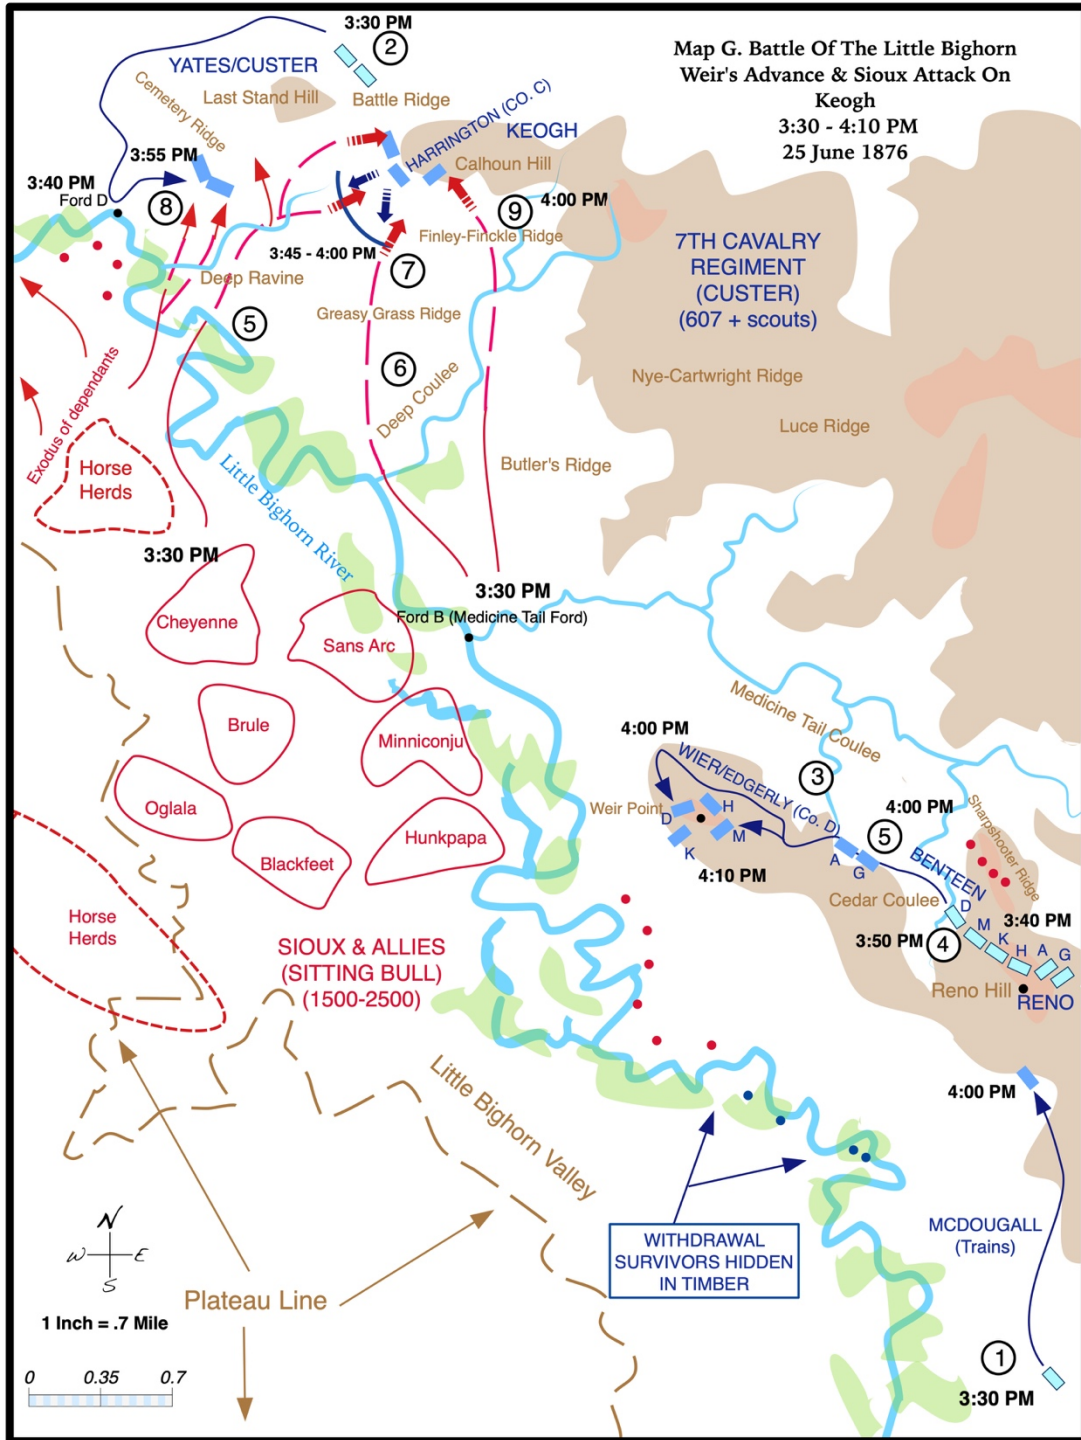 Map G. Battle Of The Little Bighorn
Weir's Advance & Sioux Attack On
Keogh
3:30 - 4:10 PM
25 June 1876
3:30 PM
2
YATES/CUSTER
Cemetery Ridge
Last Stand Hill
Battle Ridge
HARRINGTON (CO. C)
KEOGH
Calhoun Hill
3:55 PM
3:40 PM
Ford D
8
9
4:00 PM
Finley-Finckle Ridge
3:45 - 4:00 PM
7
Deep Ravine
5
Greasy Grass Ridge
6
Deep Coulee
7TH CAVALRY
REGIMENT
(CUSTER)
(607 + scouts)
Nye-Cartwright Ridge
Luce Ridge
Butler's Ridge
Exodus of dependants
Horse
Herds
Little Bighorn River
3:30 PM
3:30 PM
Ford B (Medicine Tail Ford)
Cheyenne
Sans Arc
Brule
Minniconju
Oglala
Blackfeet
Hunkpapa
Horse
Herds
SIOUX & ALLIES
(SITTING BULL)
(1500-2500)
Medicine Tail Coulee
4:00 PM
WIER/EDGERLY (Co. D)
3
Weir Point
D
H
M
K
4:10 PM
A
G
4:00 PM
5
BENTEEN
Sharpshooter Ridge
Cedar Coulee
3:50 PM
4
D
M
K
H
A
G
3:40 PM
Reno Hill
RENO
4:00 PM
Little Bighorn Valley
WITHDRAWAL
SURVIVORS HIDDEN
IN TIMBER
MCDOUGALL
(Trains)
1
3:30 PM
N
W
E
S
Plateau Line
1 Inch = .7 Mile
0
0.35
0.7